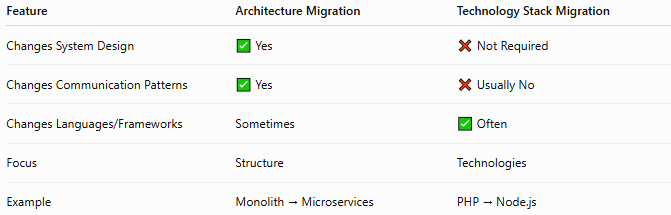 Feature Architecture Migration Technology Stack Migration
Changes System Design ✅ Yes ❌ Not Required
Changes Communication Patterns ✅ Yes ❌ Usually No
Changes Languages/Frameworks Sometimes ✅ Often
Focus Structure Technologies
Example Monolith → Microservices PHP → Node.js